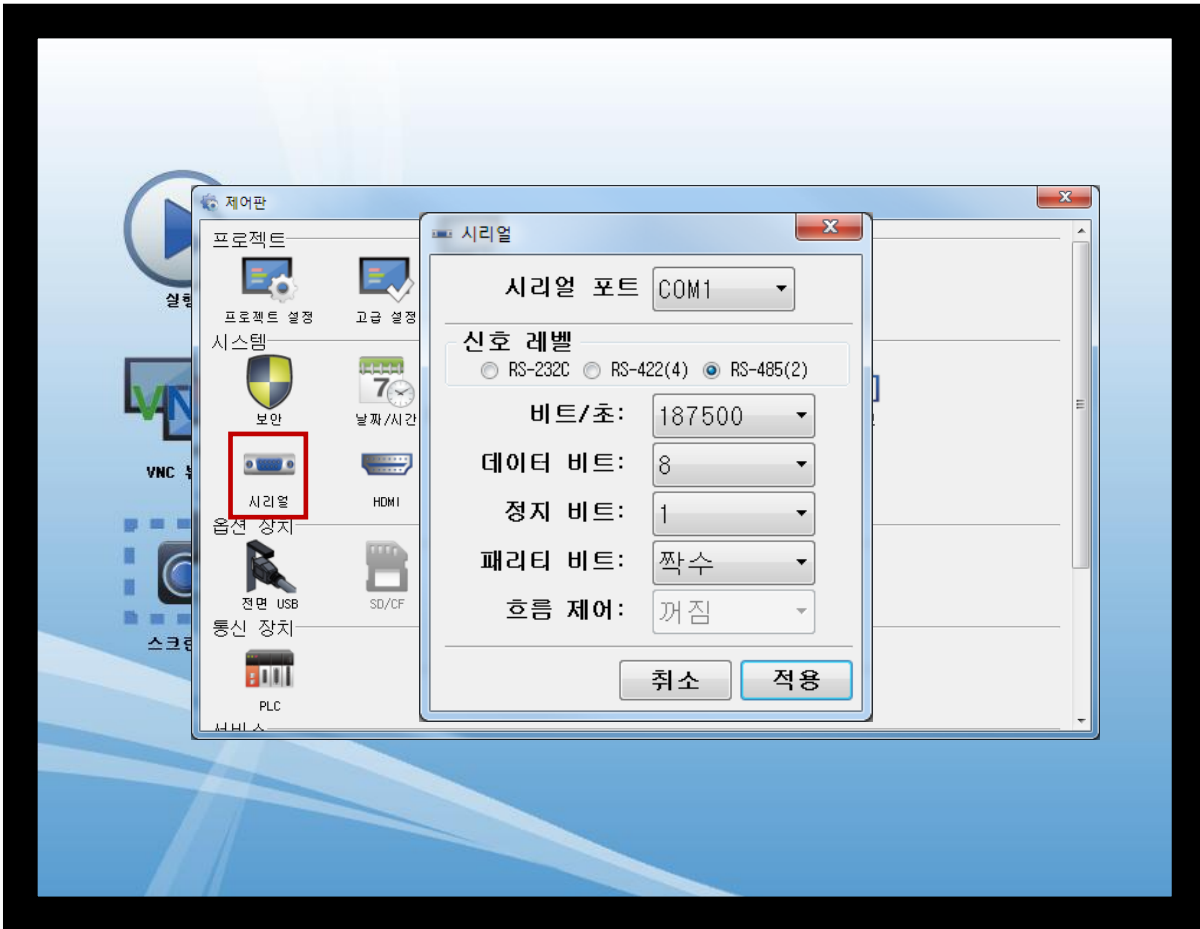 제어판
프로젝트
프로젝트 설정
고급 설정
시스템
보안
날짜/시간
7
시리얼
HDMI
옵션 장치
전면 USB
SD/CF
통신 장치
PLC
서비스
시리얼
시리얼 포트 COM1
신호 레벨
RS-232C RS-422(4) RS-485(2)
비트/초: 187500
데이터 비트: 8
정지 비트: 1
패리티 비트: 짝수
흐름 제어: 꺼짐
취소 적용
VNC